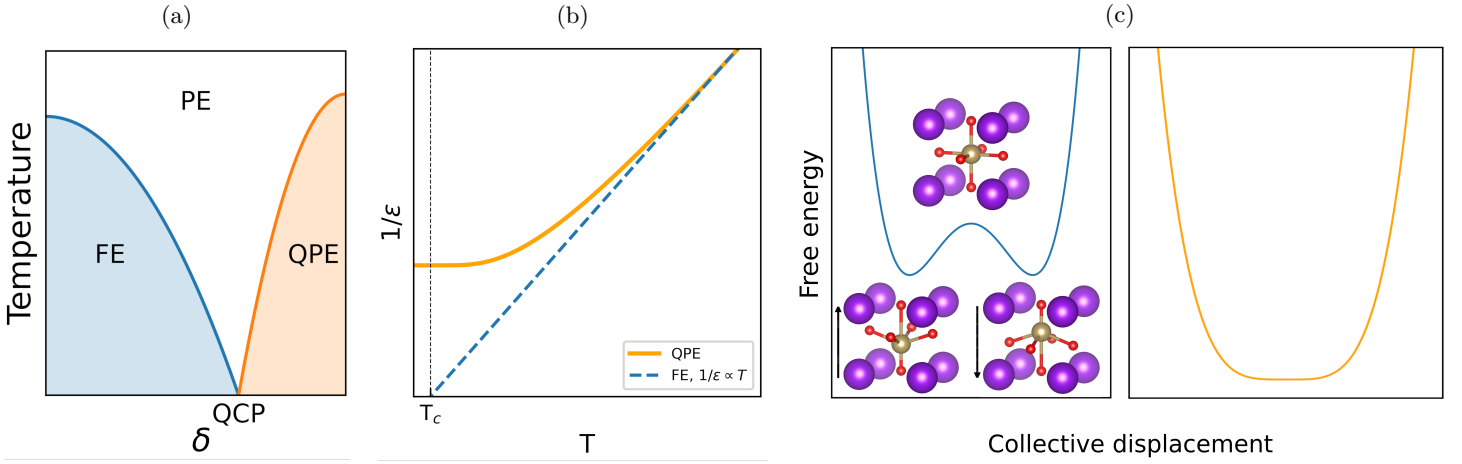 (a)
Temperature
PE
FE
QPE
QCP
δ
(b)
1/ε
QPE
FE, 1/ε ∝ T
T_c
T
(c)
Free energy
Collective displacement